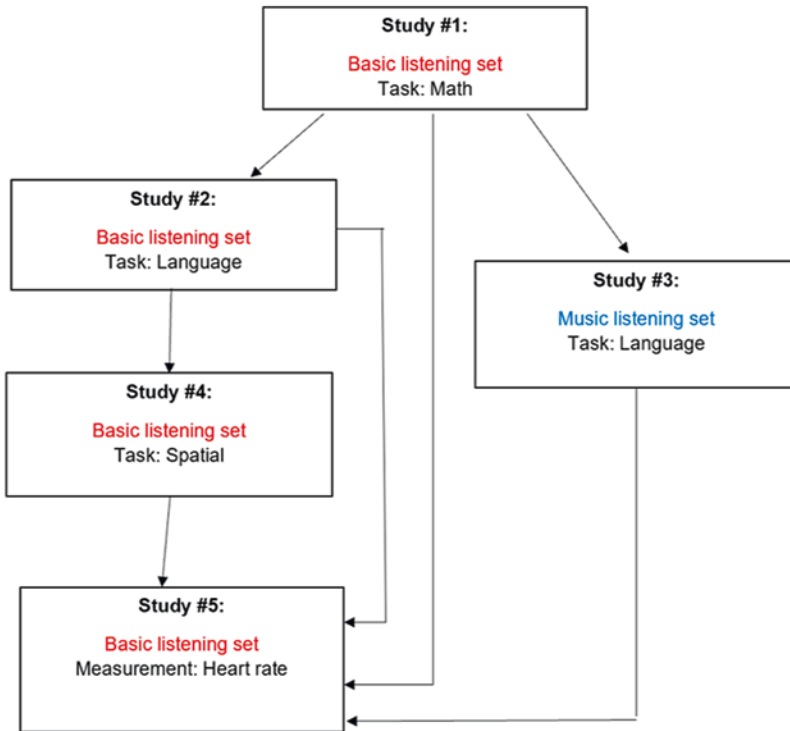 Study #1:
Basic listening set
Task: Math
Study #2:
Basic listening set
Task: Language
Study #3:
Music listening set
Task: Language
Study #4:
Basic listening set
Task: Spatial
Study #5:
Basic listening set
Measurement: Heart rate